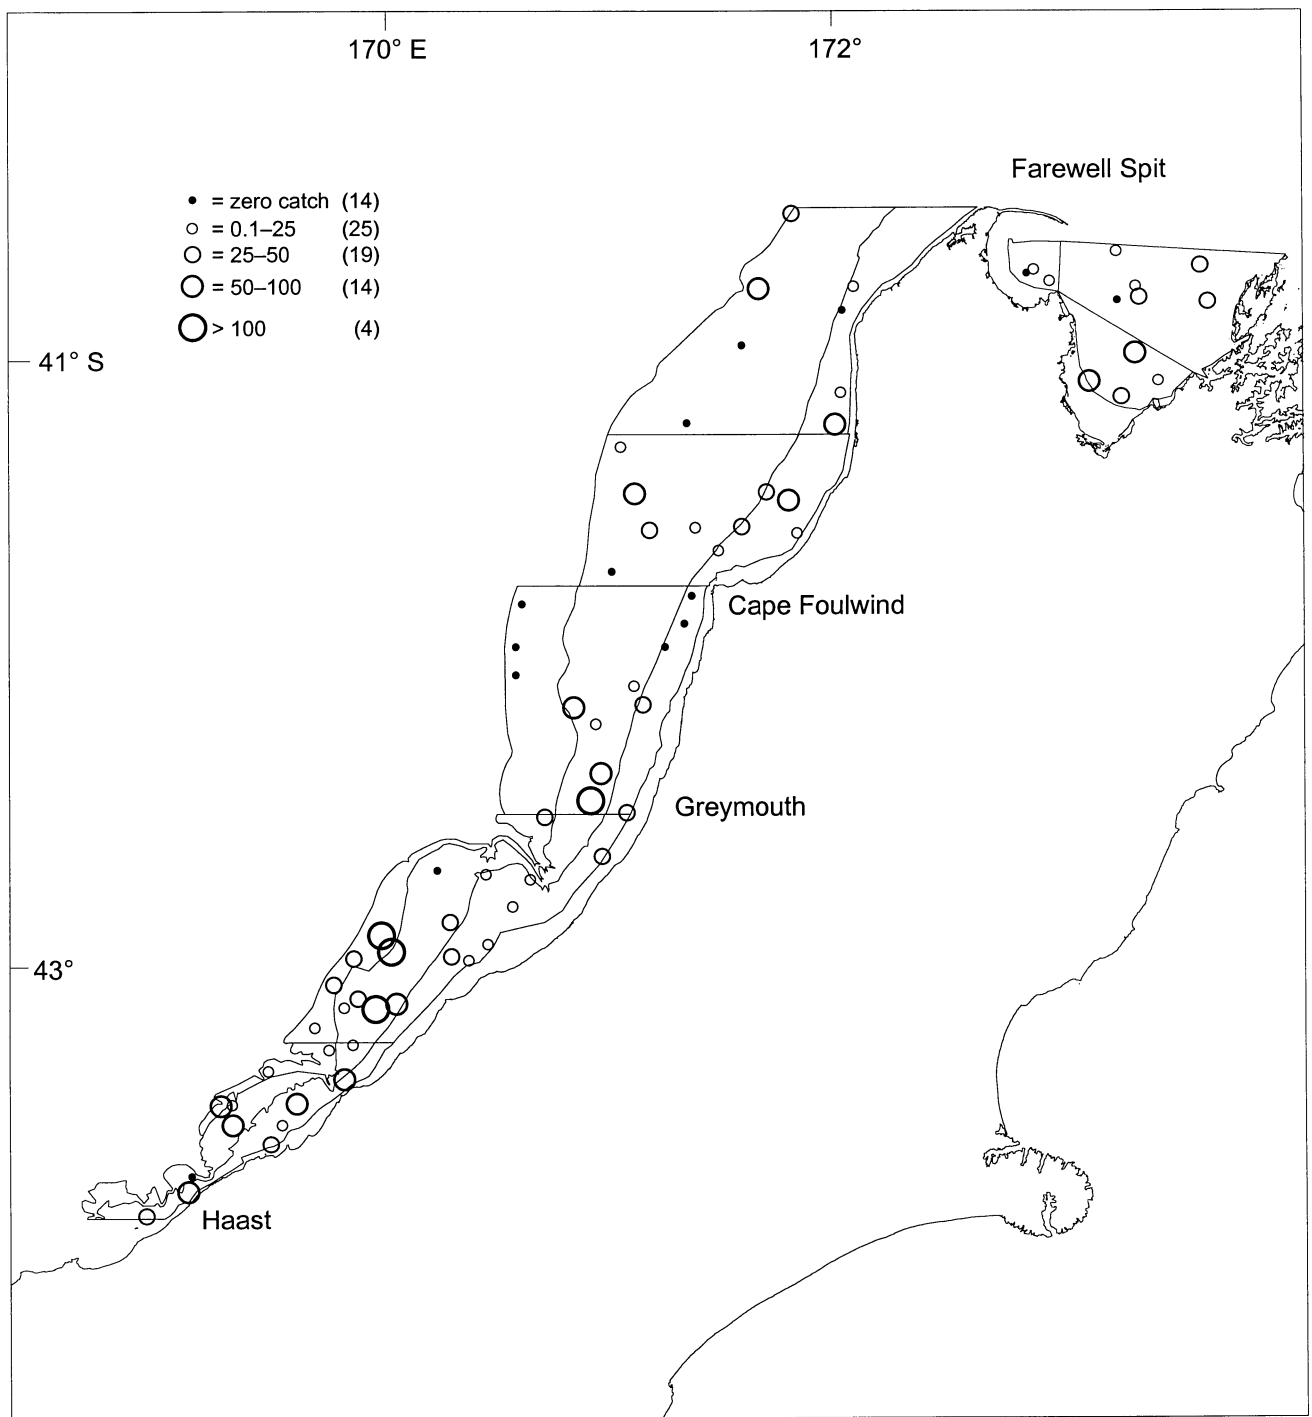 170° E
172°
Farewell Spit
• = zero catch (14)
○ = 0.1–25 (25)
○ = 25–50 (19)
○ = 50–100 (14)
○ > 100 (4)
41° S
Cape Foulwind
Greymouth
43°
Haast